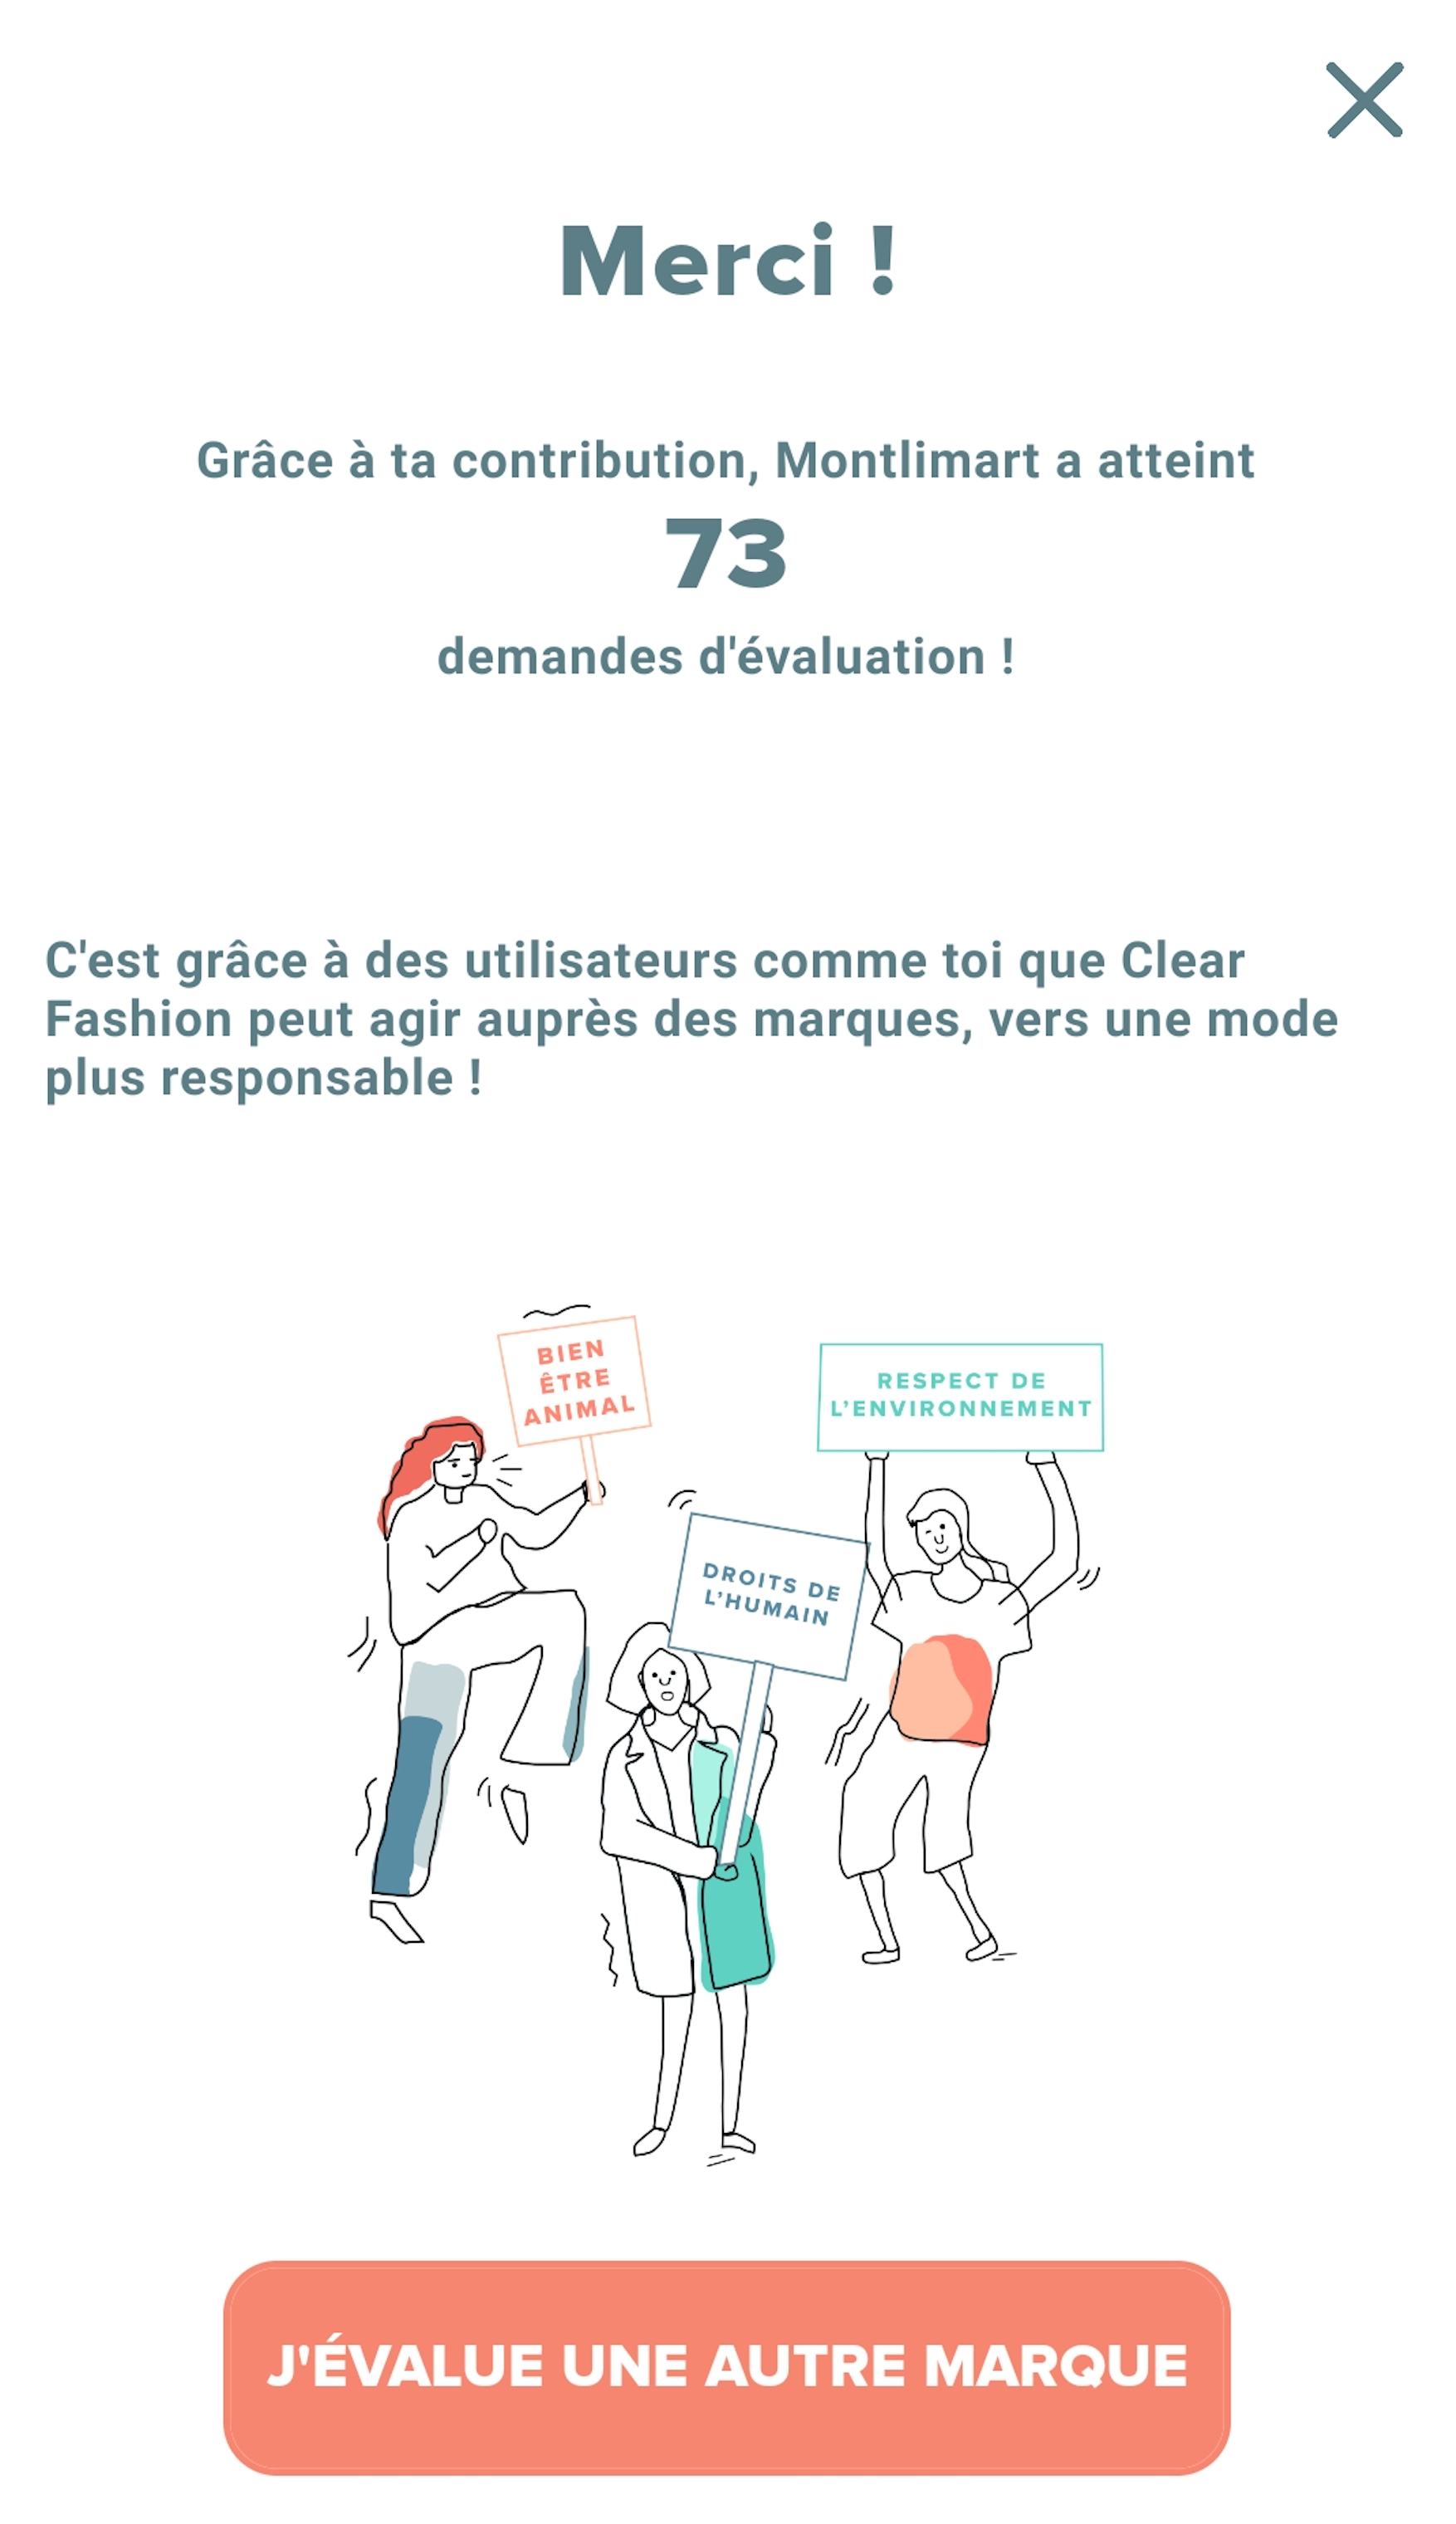 Merci !
Grâce à ta contribution, Montlimart a atteint
73
demandes d'évaluation !
C'est grâce à des utilisateurs comme toi que Clear
Fashion peut agir auprès des marques, vers une mode
plus responsable !
BIEN
ÊTRE
ANIMAL
RESPECT DE
L’ENVIRONNEMENT
DROITS DE
L’HUMAIN
J'ÉVALUE UNE AUTRE MARQUE